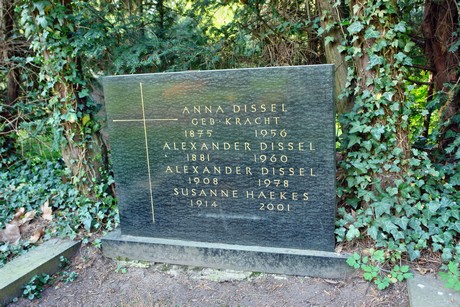 ANNA DISSEL
GEB KRACHT
1875 1956
ALEXANDER DISSEL
1881 1960
ALEXANDER DISSEL
1908 1978
SUSANNE HAEKES
1914 2001